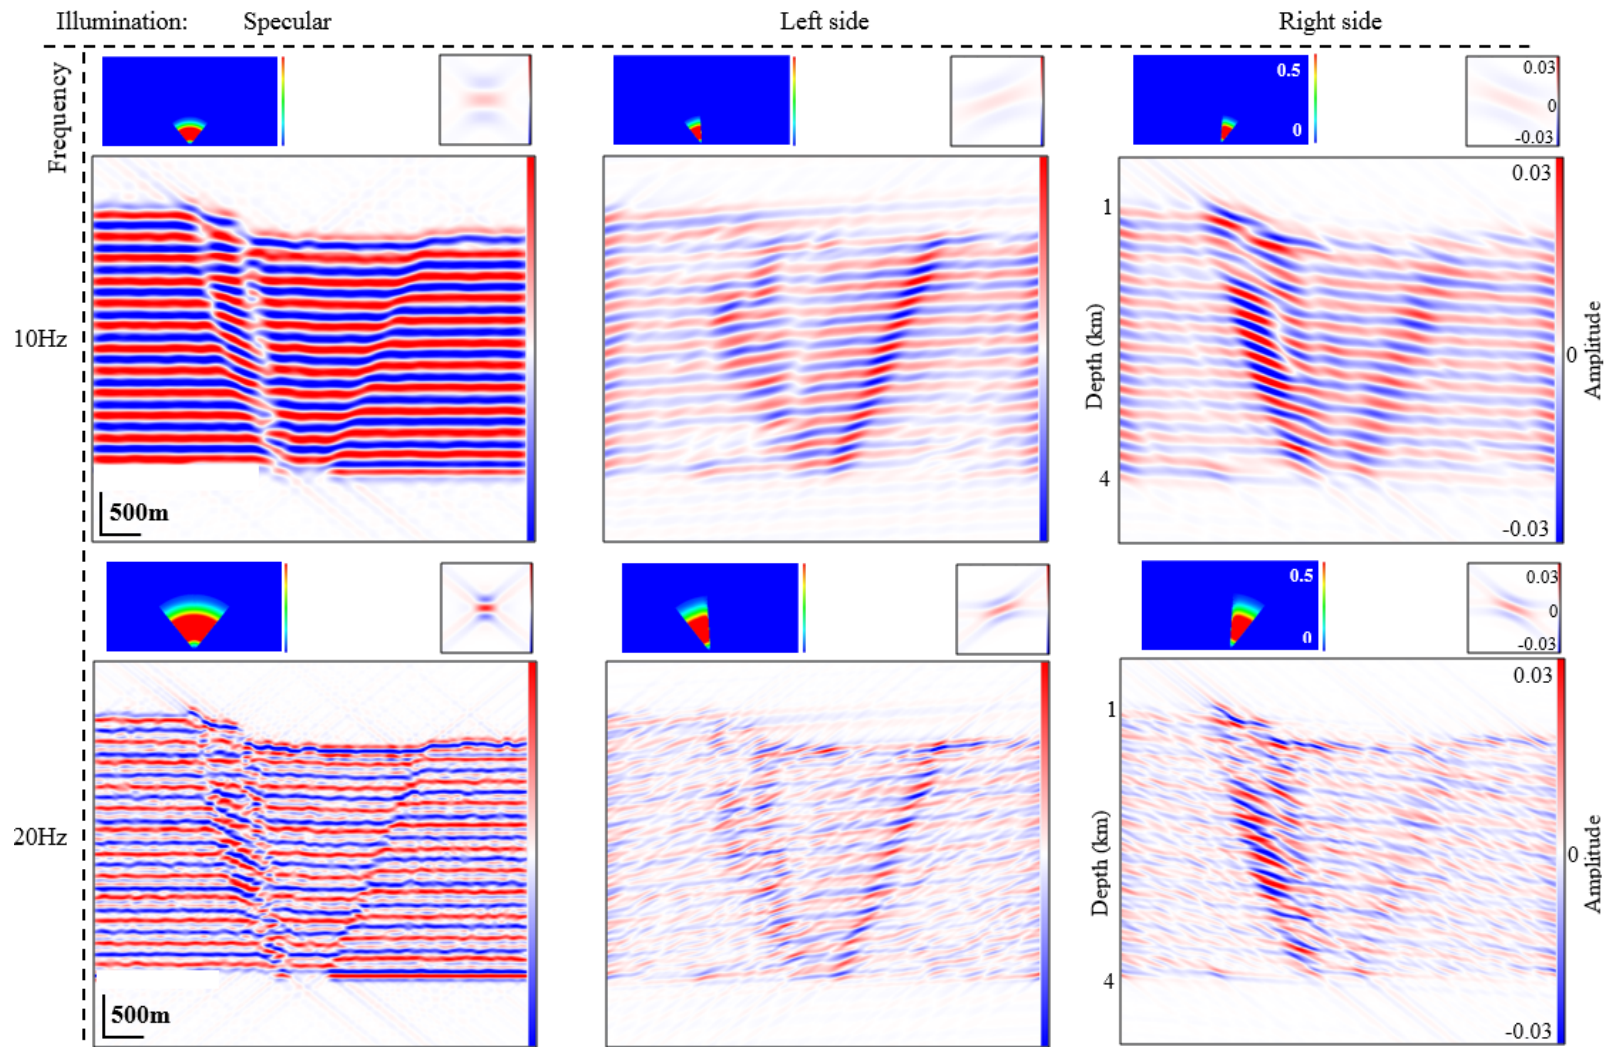 Illumination: Specular Left side Right side
Frequency
0.5
0
0.03
0
-0.03
10Hz
500m
1
4
Depth (km)
0.03
0
-0.03
Amplitude
0.5
0
0.03
0
-0.03
20Hz
500m
1
4
Depth (km)
0.03
0
-0.03
Amplitude